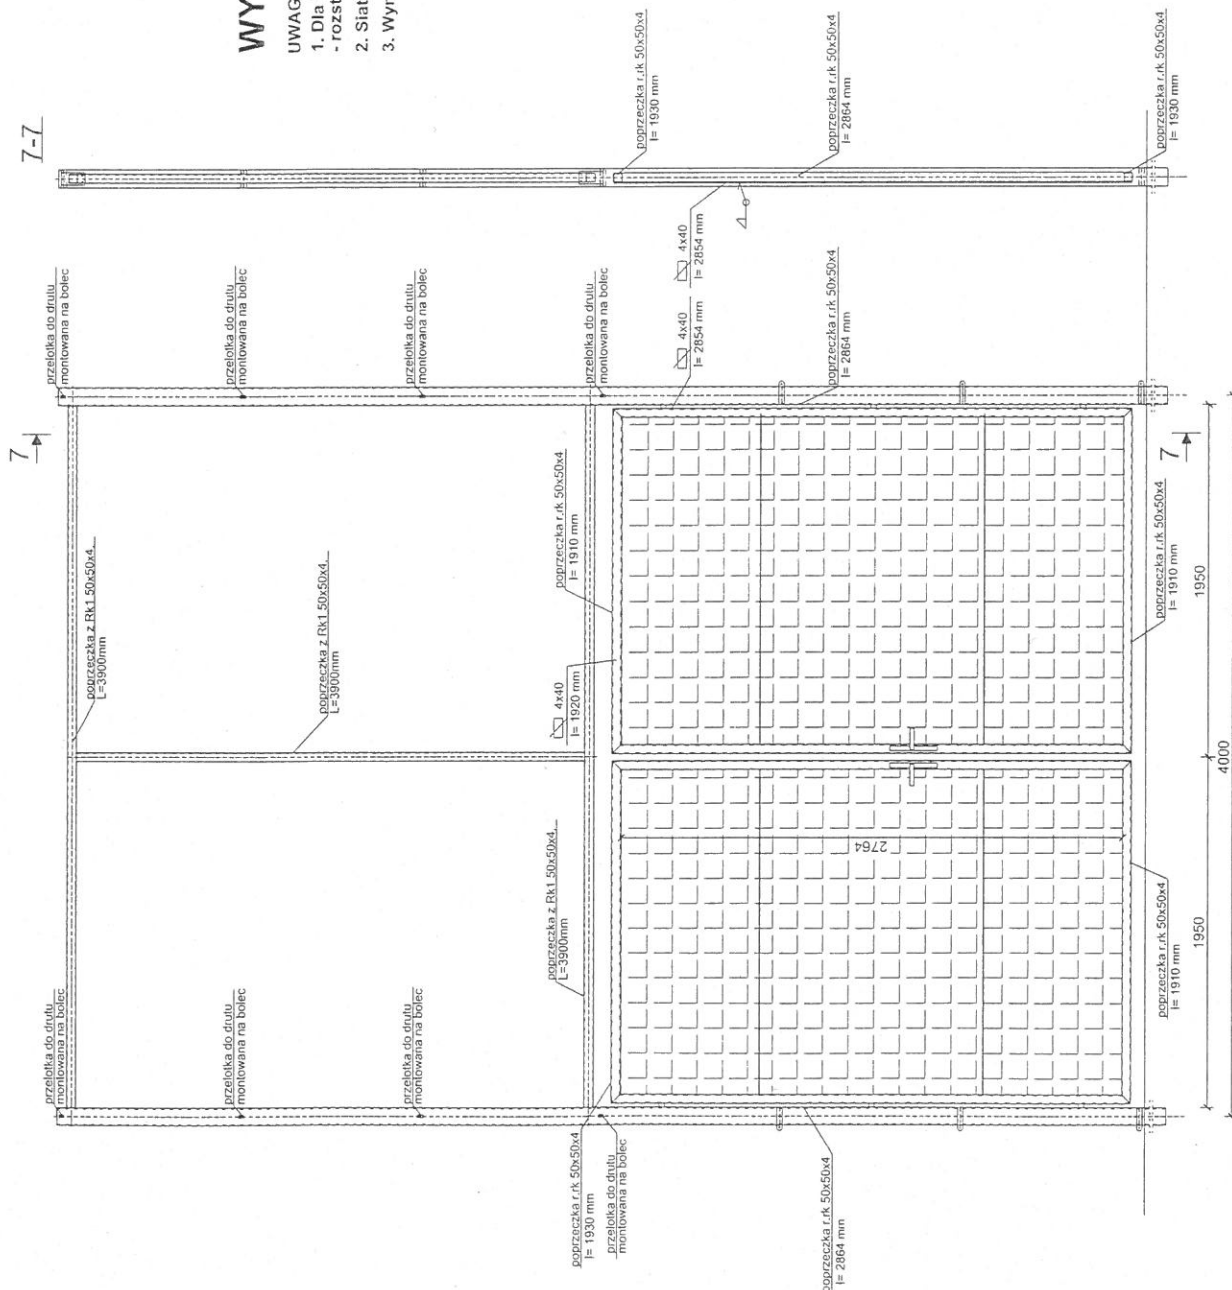 WY
UWAG
1. Dla
- rozst
2. Siat
3. Wyr
7-7
poprzeczka r.rk 50x50x4
l= 1930 mm
poprzeczka r.rk 50x50x4
l= 2864 mm
poprzeczka r.rk 50x50x4
l= 1930 mm
4x40
l= 2854 mm
przelotka do drutu
montowana na bolec
przelotka do drutu
montowana na bolec
przelotka do drutu
montowana na bolec
przelotka do drutu
montowana na bolec
4x40
l= 2854 mm
poprzeczka r.rk 50x50x4
l= 2864 mm
7
7
poprzeczka z Rk1 50x50x4,
L=3900mm
poprzeczka z Rk1 50x50x4,
L=3900mm
poprzeczka r.rk 50x50x4
l= 1910 mm
4x40
l= 1920 mm
poprzeczka r.rk 50x50x4
l= 1910 mm
1950
4000
poprzeczka z Rk1 50x50x4,
L=3900mm
2764
poprzeczka r.rk 50x50x4
l= 1910 mm
1950
przelotka do drutu
montowana na bolec
przelotka do drutu
montowana na bolec
przelotka do drutu
montowana na bolec
poprzeczka r.rk 50x50x4
l= 1930 mm
przelotka do drutu
montowana na bolec
poprzeczka r.rk 50x50x4
l= 2864 mm